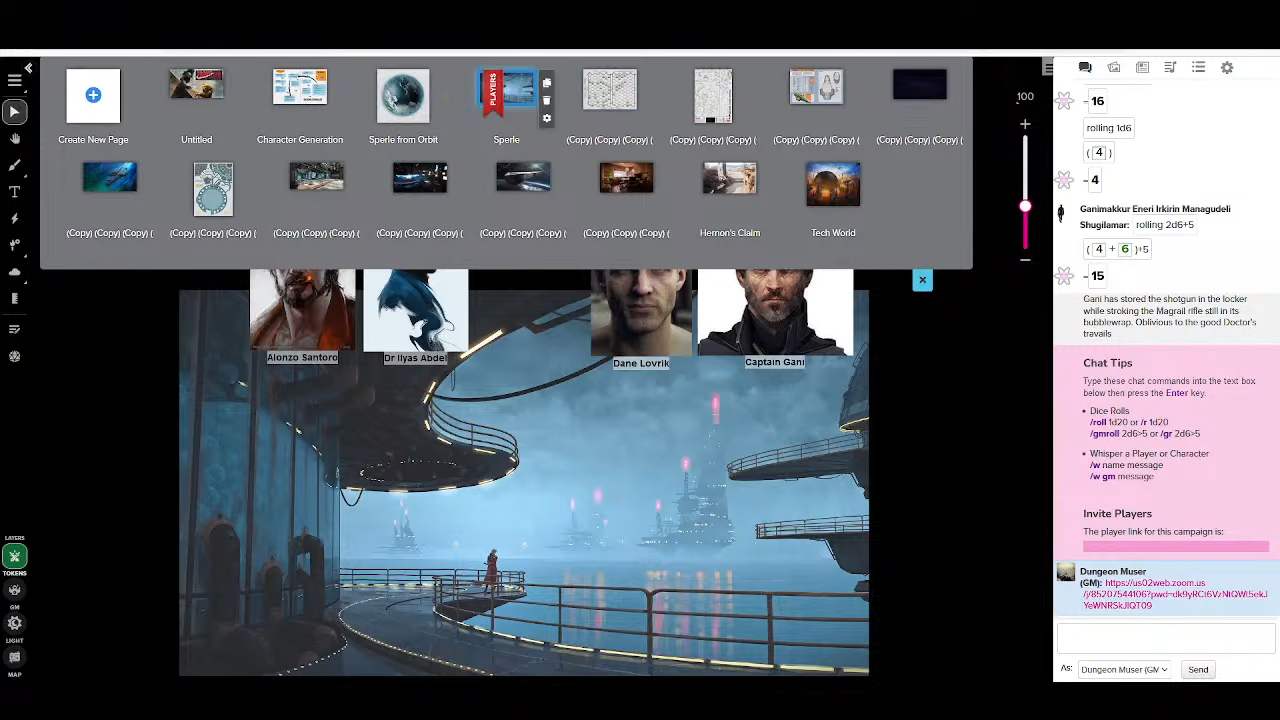 PLAYERS
Create New Page
Untitled
Character Generation
Sperle from Orbit
Sperle
(Copy) (Copy) (Copy) (
(Copy) (Copy) (Copy) (
(Copy) (Copy) (Copy) (
(Copy) (Copy) (Copy) (
(Copy) (Copy) (Copy) (
(Copy) (Copy) (Copy) (
(Copy) (Copy) (Copy) (
(Copy) (Copy) (Copy) (
(Copy) (Copy) (Copy) (
(Copy) (Copy) (Copy) (
Hernon's Claim
Tech World
100
Alonzo Santoro
Dr Ilyas Abdel
Dane Lovrik
Captain Gani
LAYERS
TOKENS
GM
LIGHT
MAP
= 16
rolling 1d6
( 4 )
= 4
Ganimakkur Eneri Irkirin Managudeli
Shugilamar: rolling 2d6+5
( 4 + 6 )+5
= 15
Gani has stored the shotgun in the locker
while stroking the Magrail rifle still in its
bubblewrap. Oblivious to the good Doctor's
travails
Chat Tips
Type these chat commands into the text box
below then press the Enter key.
• Dice Rolls
/roll 1d20 or /r 1d20
/gmroll 2d6>5 or /gr 2d6>5
• Whisper a Player or Character
/w name message
/w gm message
Invite Players
The player link for this campaign is:
Dungeon Muser
(GM): https://us02web.zoom.us
As: Dungeon Muser (GM
Send